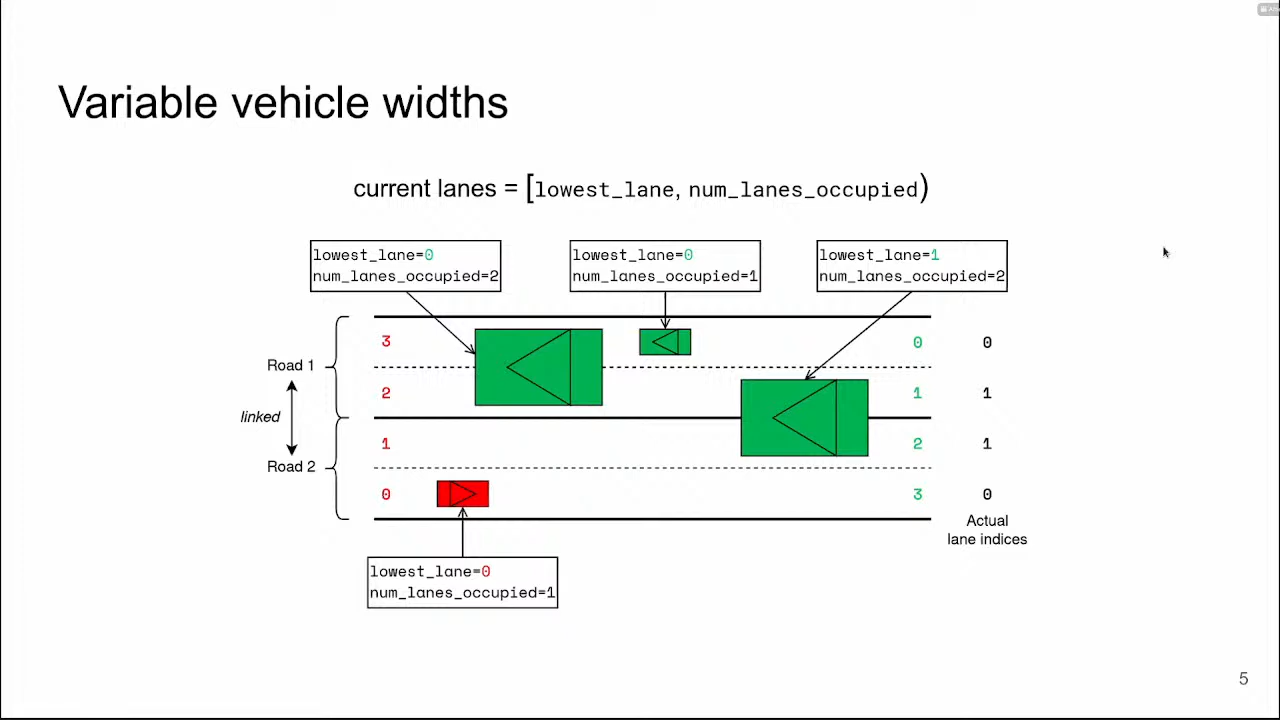 Variable vehicle widths
current lanes = [lowest_lane, num_lanes_occupied)
lowest_lane=0
num_lanes_occupied=2
lowest_lane=0
num_lanes_occupied=1
lowest_lane=1
num_lanes_occupied=2
Road 1
linked
Road 2
3
2
1
0
0
1
2
3
0
1
1
0
Actual
lane indices
lowest_lane=0
num_lanes_occupied=1
5